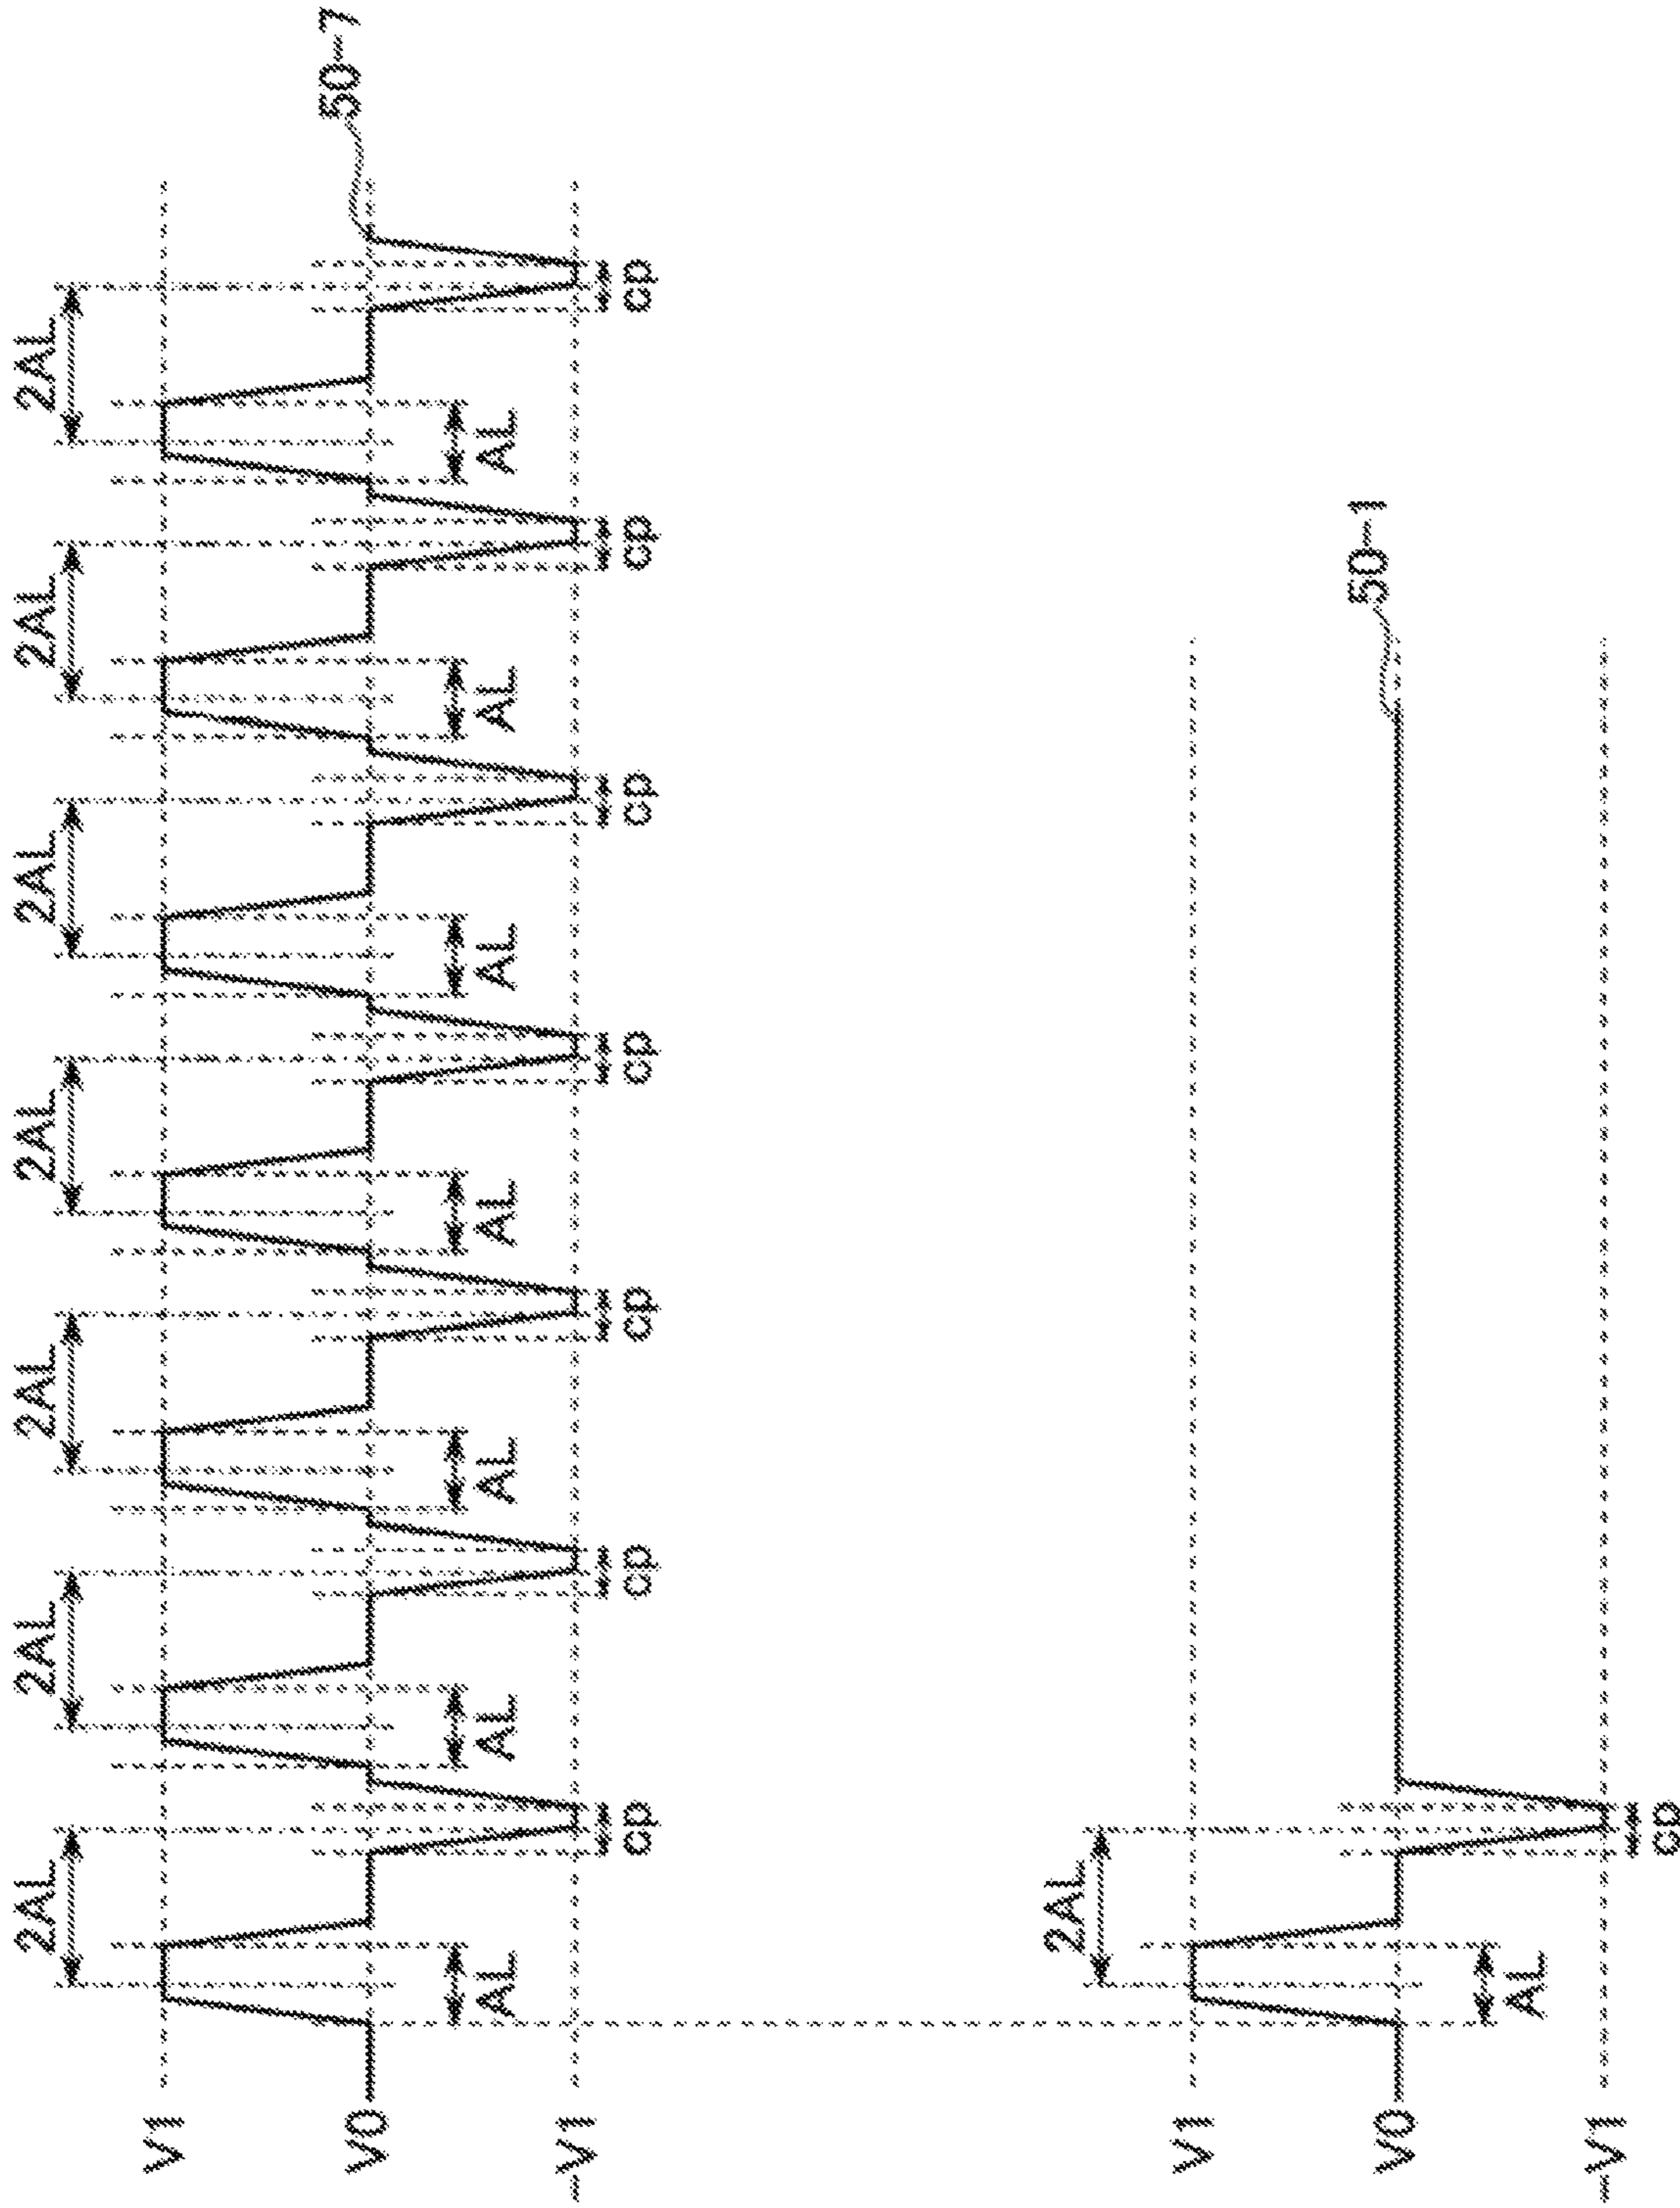 2AL 2AL 2AL 2AL 2AL 2AL 2AL
V1
50-7
V0
AL AL AL AL AL AL AL
-V1
cp cp cp cp cp cp cp
2AL
V1
50-1
V0
AL
-V1
cp